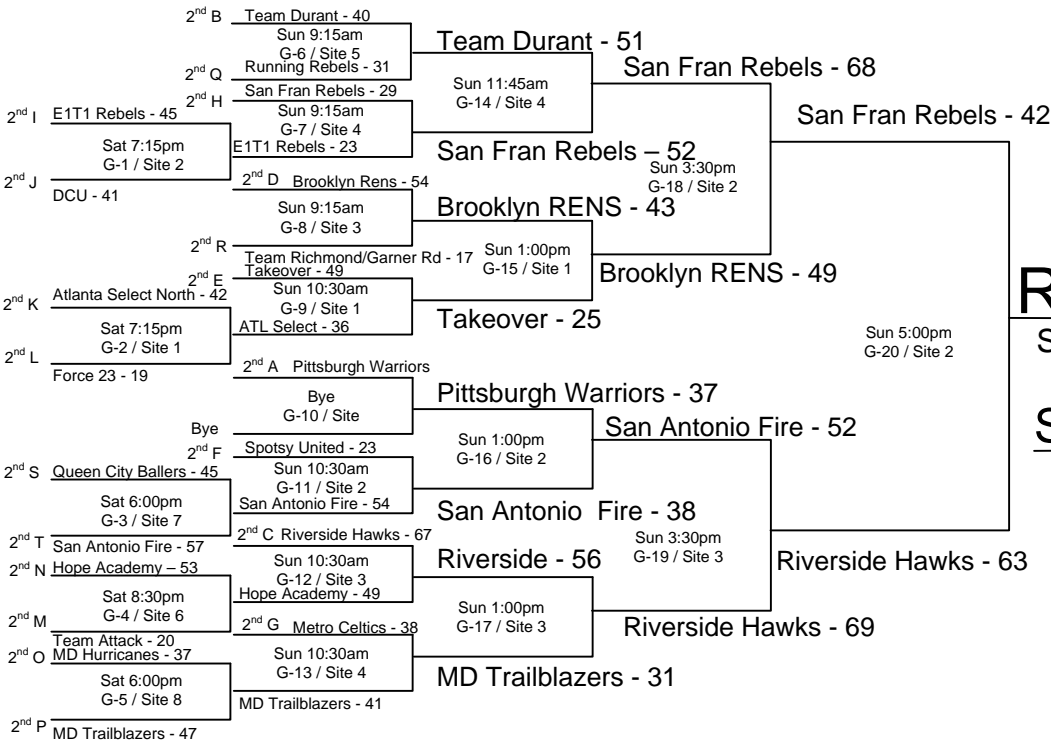 2nd B Team Durant - 40
Sun 9:15am
G-6 / Site 5
2nd Q Running Rebels - 31
2nd H San Fran Rebels - 29
Sun 9:15am
G-7 / Site 4
E1T1 Rebels - 23
2nd I E1T1 Rebels - 45
Sat 7:15pm
G-1 / Site 2
2nd J DCU - 41
2nd D Brooklyn Rens - 54
Sun 9:15am
G-8 / Site 3
2nd R Team Richmond/Garner Rd - 17
2nd E Takeover - 49
Sun 10:30am
G-9 / Site 1
ATL Select - 36
2nd K Atlanta Select North - 42
Sat 7:15pm
G-2 / Site 1
2nd L Force 23 - 19
2nd A Pittsburgh Warriors
Bye
G-10 / Site
Bye
2nd F Spotsy United - 23
Sun 10:30am
G-11 / Site 2
San Antonio Fire - 54
2nd S Queen City Ballers - 45
Sat 6:00pm
G-3 / Site 7
2nd T San Antonio Fire - 57
2nd C Riverside Hawks - 67
Sun 10:30am
G-12 / Site 3
Hope Academy - 49
2nd N Hope Academy – 53
Sat 8:30pm
G-4 / Site 6
2nd M Team Attack - 20
2nd G Metro Celtics - 38
Sun 10:30am
G-13 / Site 4
MD Trailblazers - 41
2nd O MD Hurricanes - 37
Sat 6:00pm
G-5 / Site 8
2nd P MD Trailblazers - 47
Team Durant - 51
Sun 11:45am
G-14 / Site 4
San Fran Rebels – 52
Brooklyn RENS - 43
Sun 1:00pm
G-15 / Site 1
Takeover - 25
Pittsburgh Warriors - 37
Sun 1:00pm
G-16 / Site 2
San Antonio Fire - 38
Riverside - 56
Sun 1:00pm
G-17 / Site 3
MD Trailblazers - 31
San Fran Rebels - 68
Sun 3:30pm
G-18 / Site 2
Brooklyn RENS - 49
San Antonio Fire - 52
Sun 3:30pm
G-19 / Site 3
Riverside Hawks - 69
San Fran Rebels - 42
Sun 5:00pm
G-20 / Site 2
Riverside Hawks - 63
R
S
S